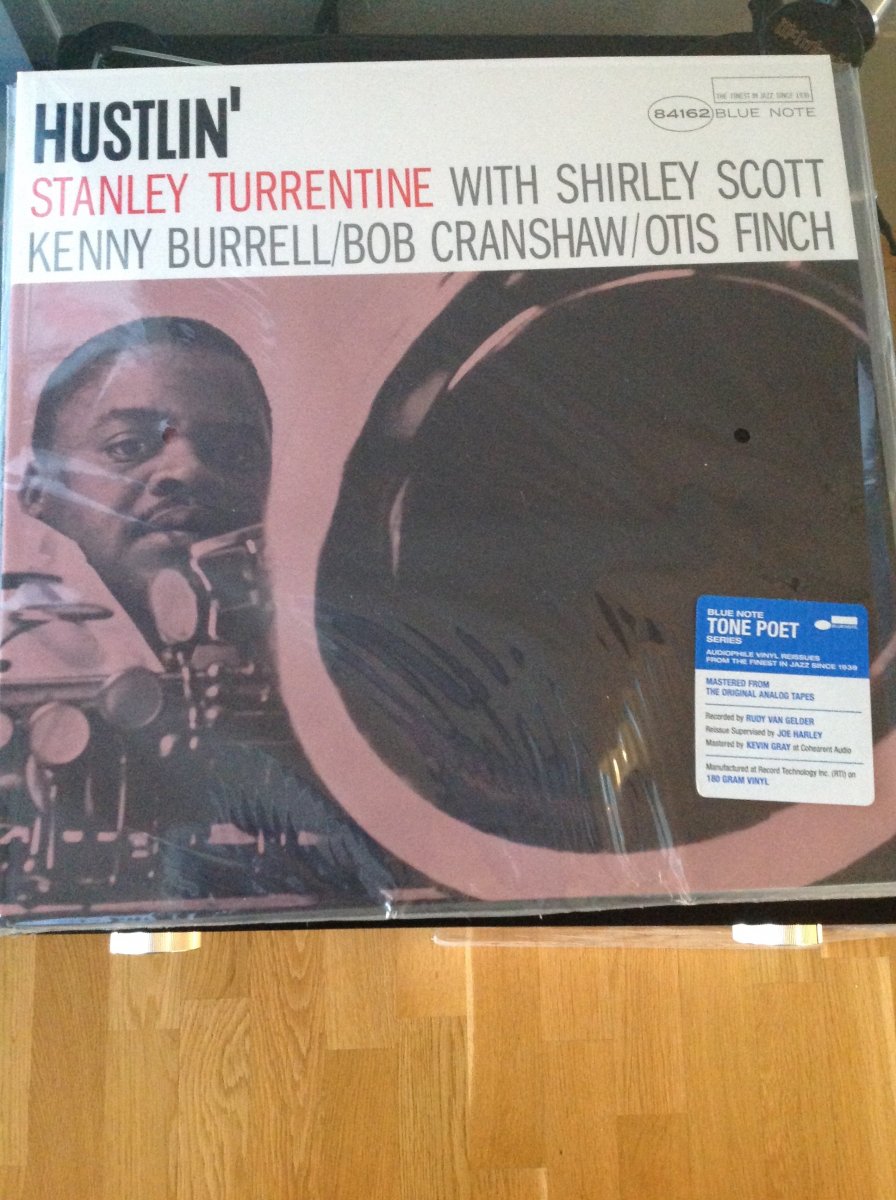 HUSTLIN'
THE FINEST IN JAZZ SINCE 1939
84162 BLUE NOTE
STANLEY TURRENTINE WITH SHIRLEY SCOTT
KENNY BURRELL/BOB CRANSHAW/OTIS FINCH
BLUE NOTE
TONE POET
SERIES
BLUE NOTE
AUDIOPHILE VINYL REISSUES
FROM THE FINEST IN JAZZ SINCE 1939
MASTERED FROM
THE ORIGINAL ANALOG TAPES
Recorded by RUDY VAN GELDER
Reissue Supervised by JOE HARLEY
Mastered by KEVIN GRAY at Cohearent Audio
Manufactured at Record Technology Inc. (RTI) on
180 GRAM VINYL